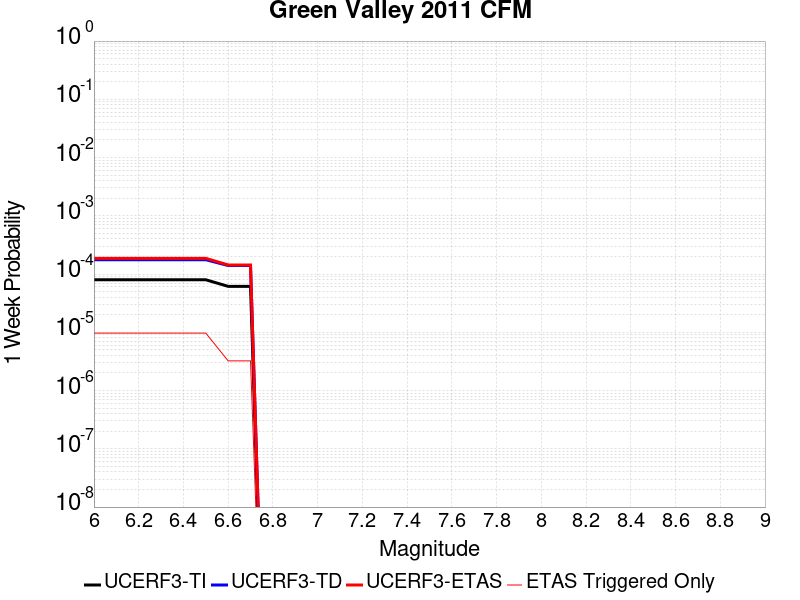 Green Valley 2011 CFM
10^0
10^-1
10^-2
10^-3
10^-4
10^-5
10^-6
10^-7
10^-8
1 Week Probability
6 6.2 6.4 6.6 6.8 7 7.2 7.4 7.6 7.8 8 8.2 8.4 8.6 8.8 9
Magnitude
UCERF3-TI UCERF3-TD UCERF3-ETAS ETAS Triggered Only